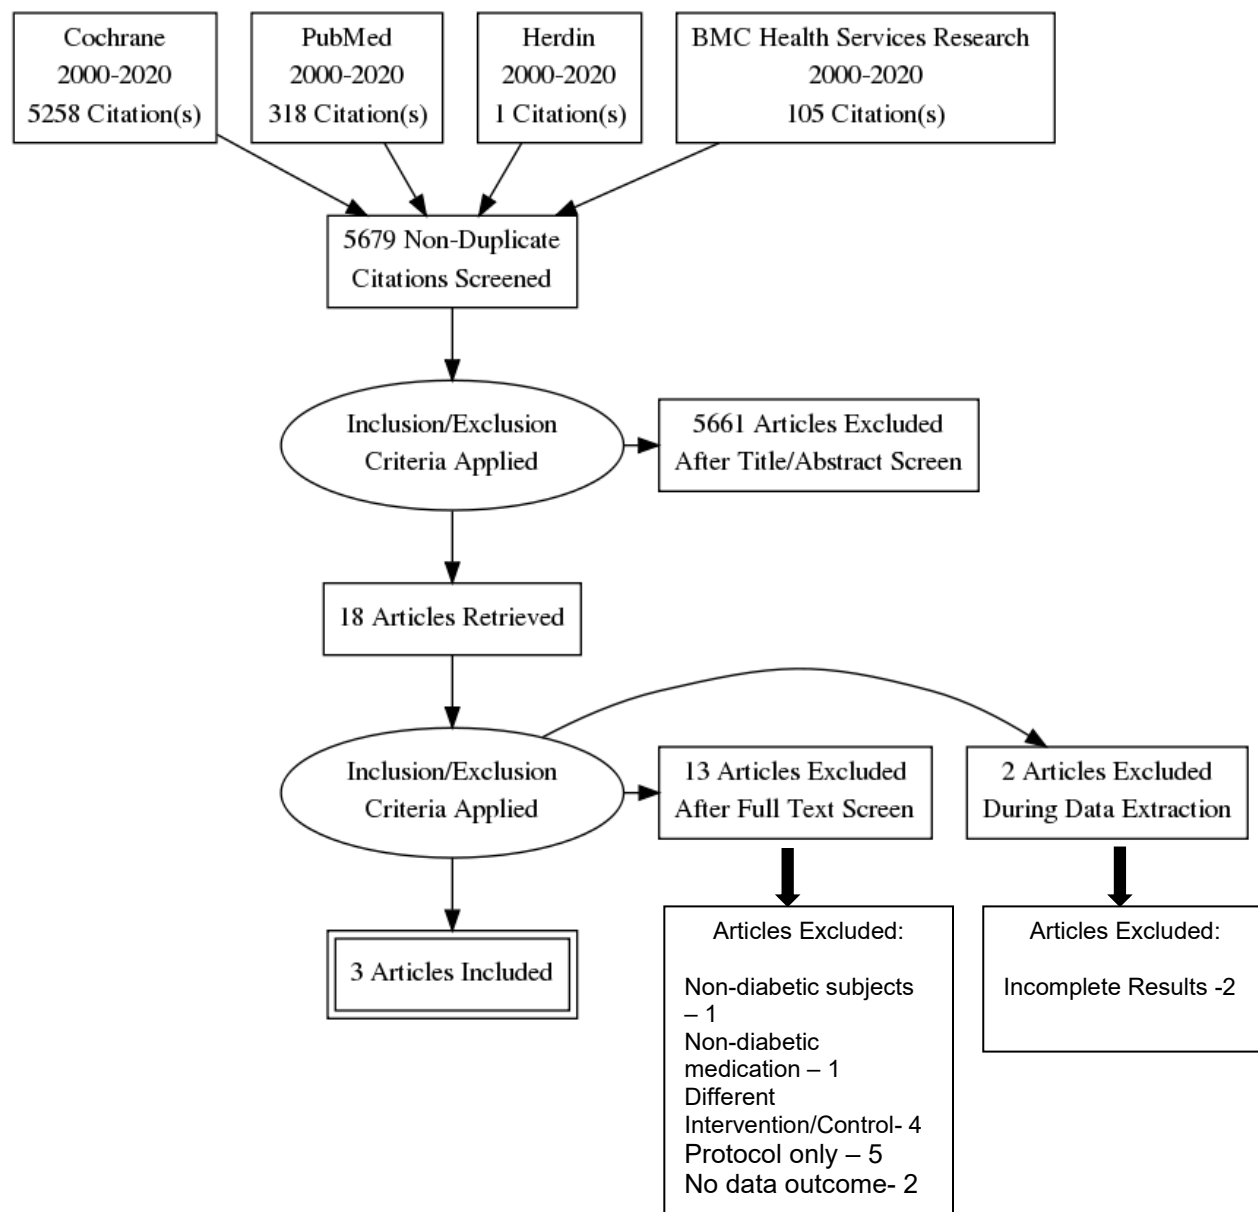 Cochrane
2000-2020
5258 Citation(s)
PubMed
2000-2020
318 Citation(s)
Herdin
2000-2020
1 Citation(s)
BMC Health Services Research
2000-2020
105 Citation(s)
5679 Non-Duplicate
Citations Screened
Inclusion/Exclusion
Criteria Applied
5661 Articles Excluded
After Title/Abstract Screen
18 Articles Retrieved
Inclusion/Exclusion
Criteria Applied
13 Articles Excluded
After Full Text Screen
2 Articles Excluded
During Data Extraction
3 Articles Included
Articles Excluded:
Non-diabetic subjects
– 1
Non-diabetic
medication – 1
Different
Intervention/Control- 4
Protocol only – 5
No data outcome- 2
Articles Excluded:
Incomplete Results -2